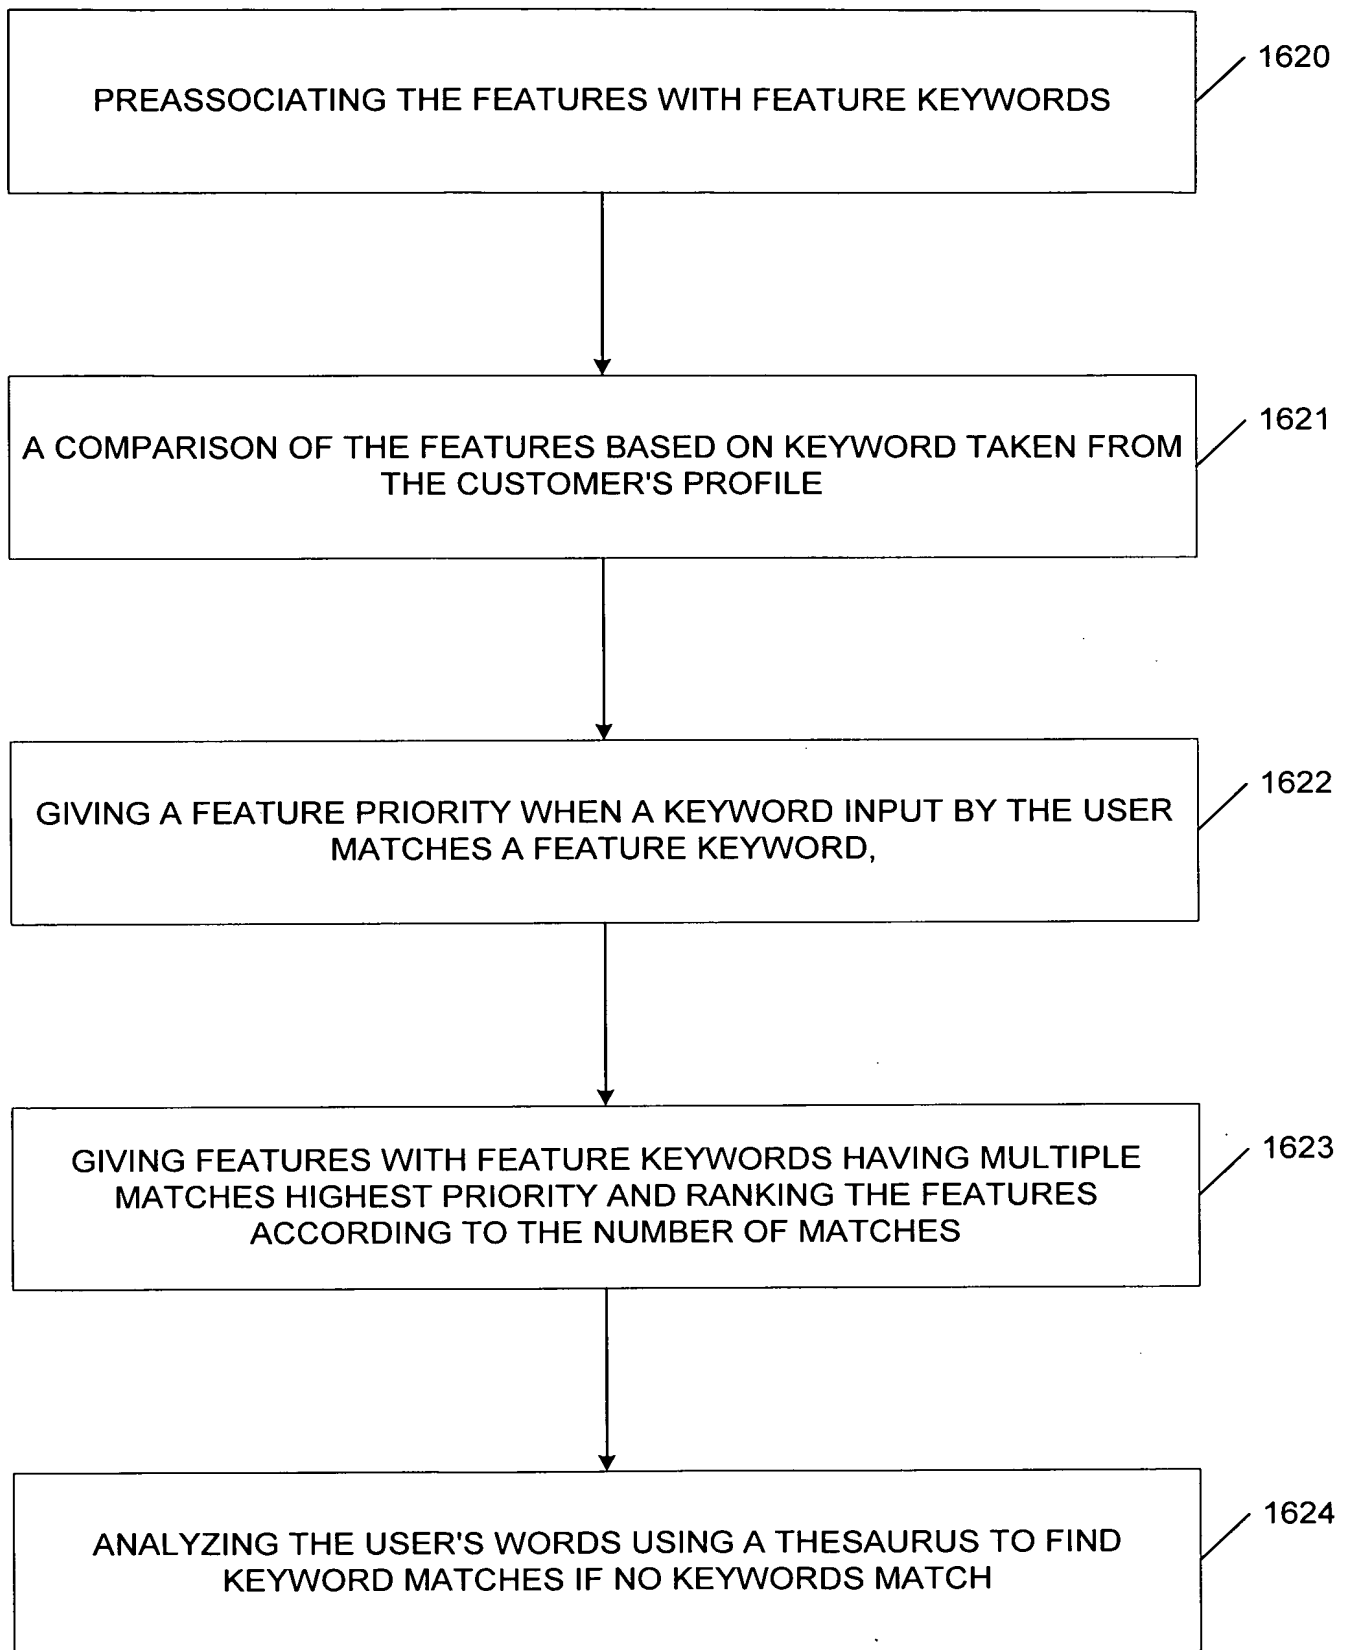 PREASSOCIATING THE FEATURES WITH FEATURE KEYWORDS
1620
A COMPARISON OF THE FEATURES BASED ON KEYWORD TAKEN FROM
THE CUSTOMER'S PROFILE
1621
GIVING A FEATURE PRIORITY WHEN A KEYWORD INPUT BY THE USER
MATCHES A FEATURE KEYWORD,
1622
GIVING FEATURES WITH FEATURE KEYWORDS HAVING MULTIPLE
MATCHES HIGHEST PRIORITY AND RANKING THE FEATURES
ACCORDING TO THE NUMBER OF MATCHES
1623
ANALYZING THE USER'S WORDS USING A THESAURUS TO FIND
KEYWORD MATCHES IF NO KEYWORDS MATCH
1624